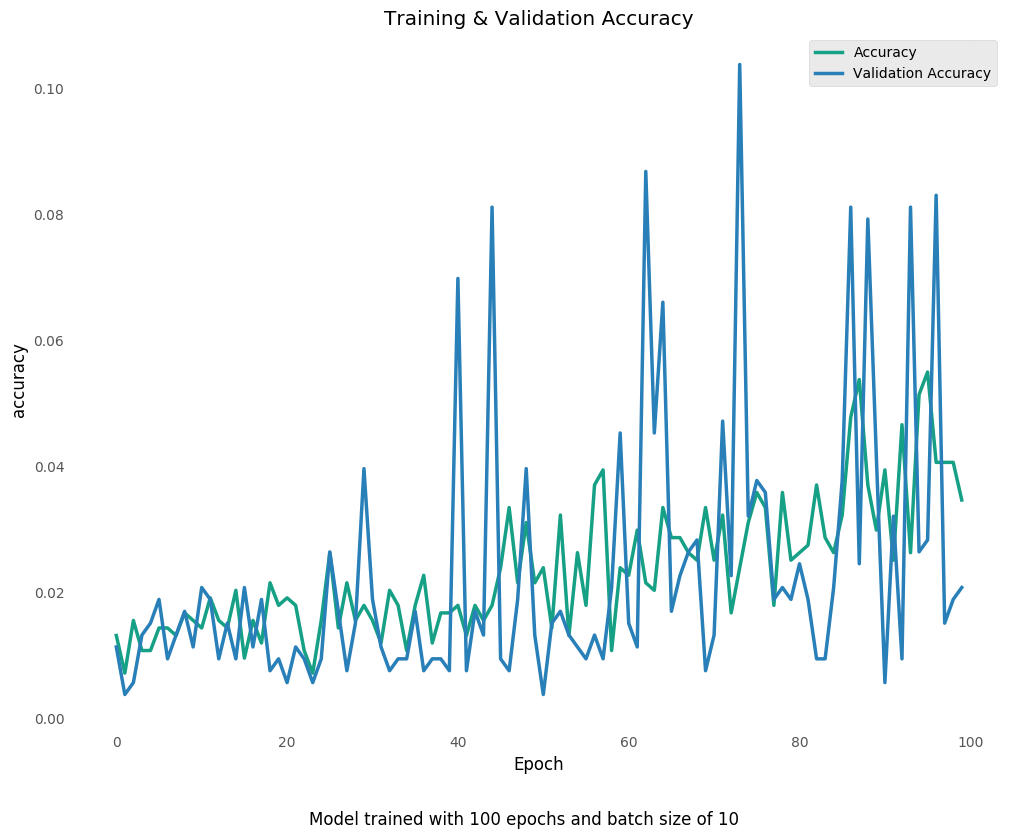 Training & Validation Accuracy
Accuracy
Validation Accuracy
accuracy
0.10
0.08
0.06
0.04
0.02
0.00
0 20 40 60 80 100
Epoch
Model trained with 100 epochs and batch size of 10